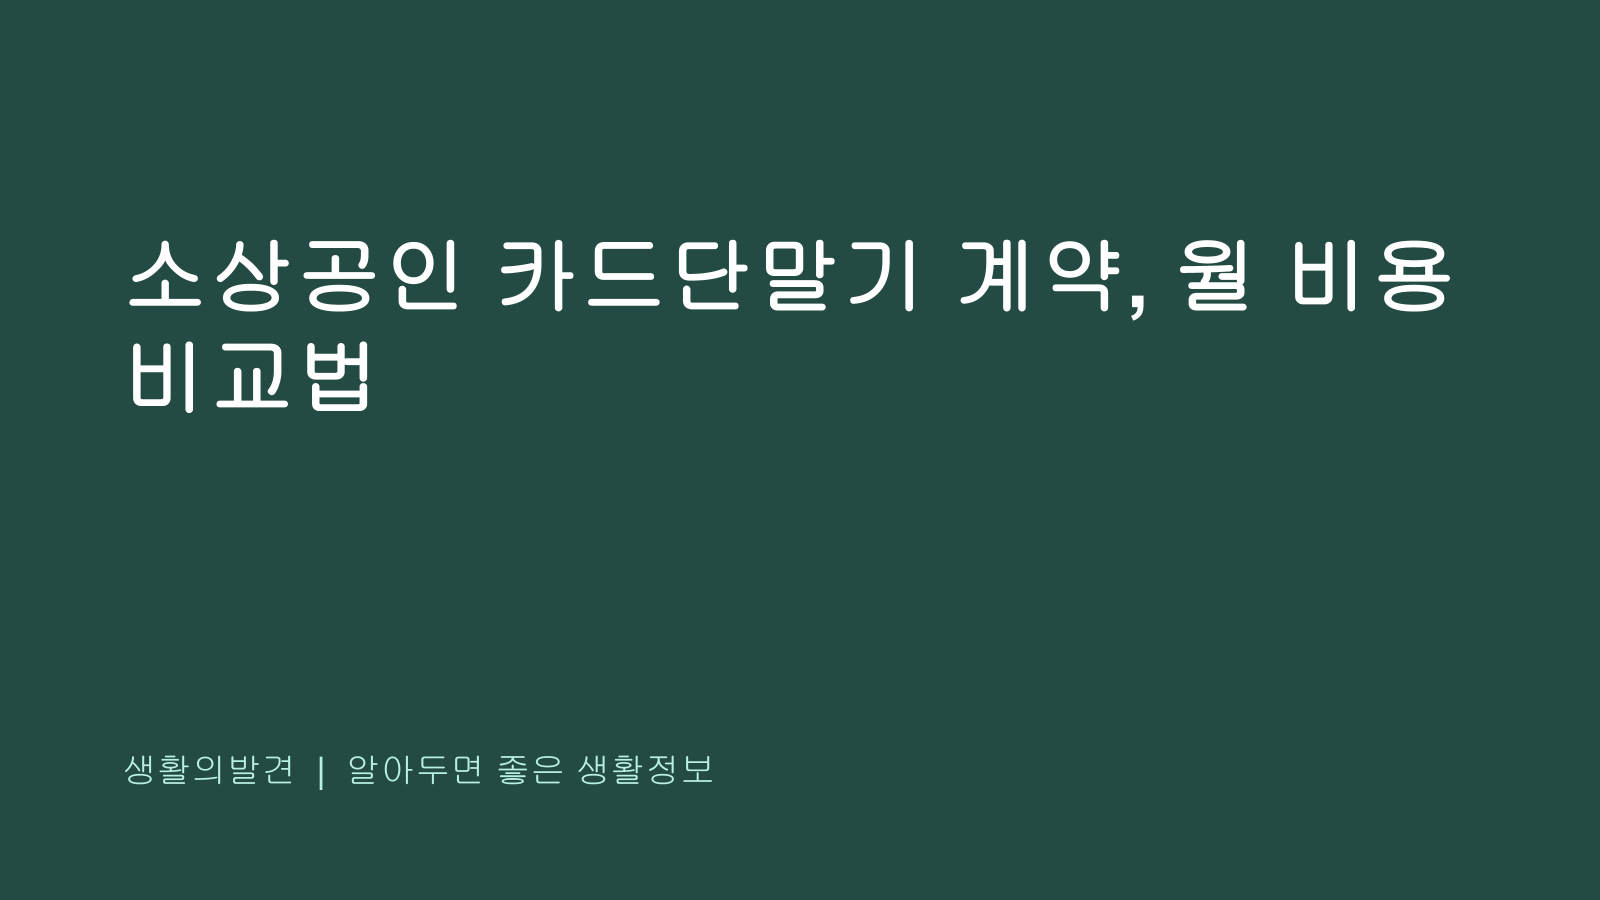 소상공인 카드단말기 계약, 월 비용
비교법
생활의발견 | 알아두면 좋은 생활정보